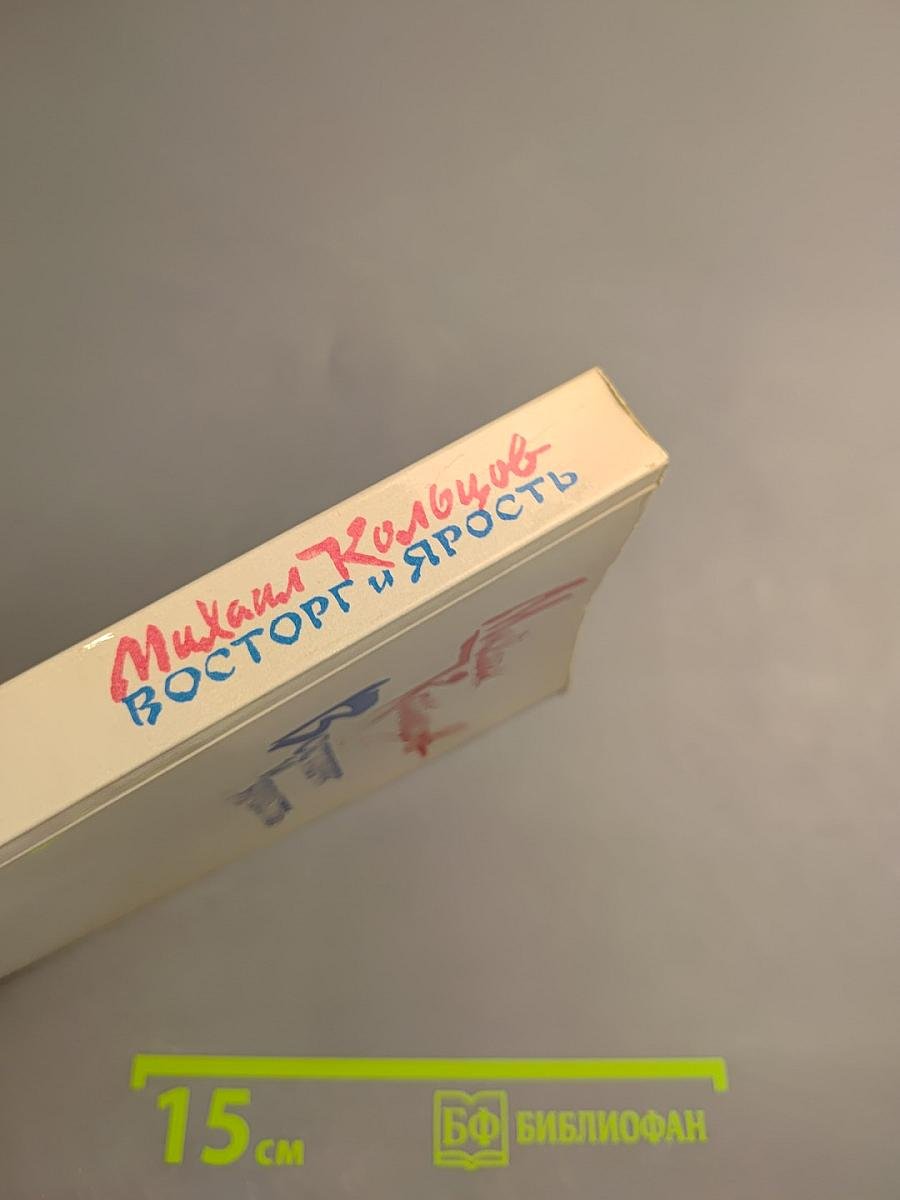 Михаил Кольцов
ВОСТОРГ и ЯРОСТЬ
15 см
БФ БИБЛИОФАН